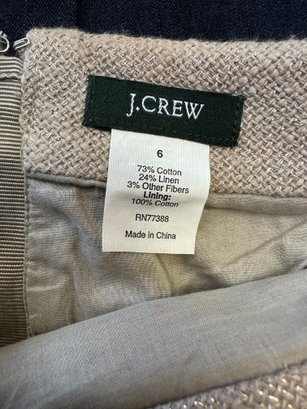 J.CREW
6
73% Cotton
24% Linen
3% Other Fibers
Lining:
100% Cotton
RN77388
Made in China